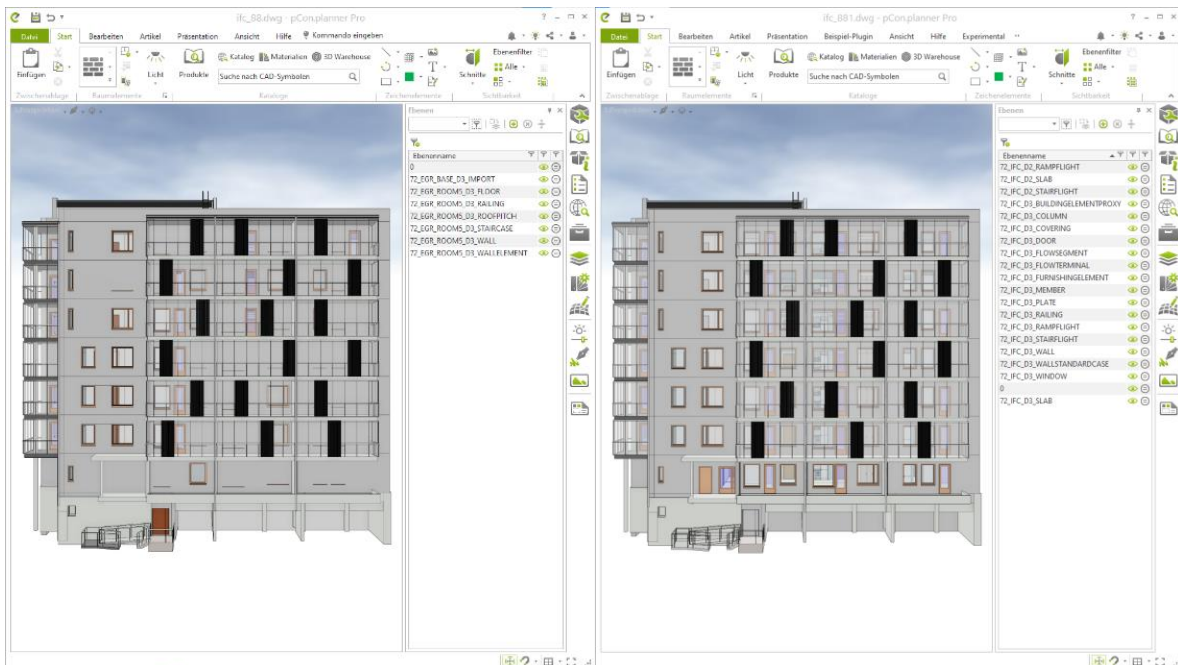 ifc_88.dwg - pCon.planner Pro
Datei Start Bearbeiten Artikel Präsentation Ansicht Hilfe Kommando eingeben
Einfügen
Licht
Produkte
Katalog Materialien 3D Warehouse
Suche nach CAD-Symbolen
Schnitte
Ebenenfilter
Alle
Zwischenablage Raumelemente Kataloge Zeichenelemente Sichtbarkeit
Ebenen
Ebenenname
0
72_EGR_BASE_D3_IMPORT
72_EGR_ROOMS_D3_FLOOR
72_EGR_ROOMS_D3_RAILING
72_EGR_ROOMS_D3_ROOFPITCH
72_EGR_ROOMS_D3_STAIRCASE
72_EGR_ROOMS_D3_WALL
72_EGR_ROOMS_D3_WALLELEMENT
ifc_881.dwg - pCon.planner Pro
Datei Start Bearbeiten Artikel Präsentation Beispiel-Plugin Ansicht Hilfe Experimental
Einfügen
Licht
Produkte
Katalog Materialien 3D Warehouse
Suche nach CAD-Symbolen
Schnitte
Ebenenfilter
Alle
Zwischenablage Raumelemente Kataloge Zeichenelemente Sichtbarkeit
Ebenen
Ebenenname
72_IFC_D2_RAMPFLIGHT
72_IFC_D2_SLAB
72_IFC_D2_STAIRFLIGHT
72_IFC_D3_BUILDINGELEMENTPROXY
72_IFC_D3_COLUMN
72_IFC_D3_COVERING
72_IFC_D3_DOOR
72_IFC_D3_FLOWSEGMENT
72_IFC_D3_FLOWTERMINAL
72_IFC_D3_FURNISHINGELEMENT
72_IFC_D3_MEMBER
72_IFC_D3_PLATE
72_IFC_D3_RAILING
72_IFC_D3_RAMPFLIGHT
72_IFC_D3_STAIRFLIGHT
72_IFC_D3_WALL
72_IFC_D3_WALLSTANDARDCASE
72_IFC_D3_WINDOW
0
72_IFC_D3_SLAB